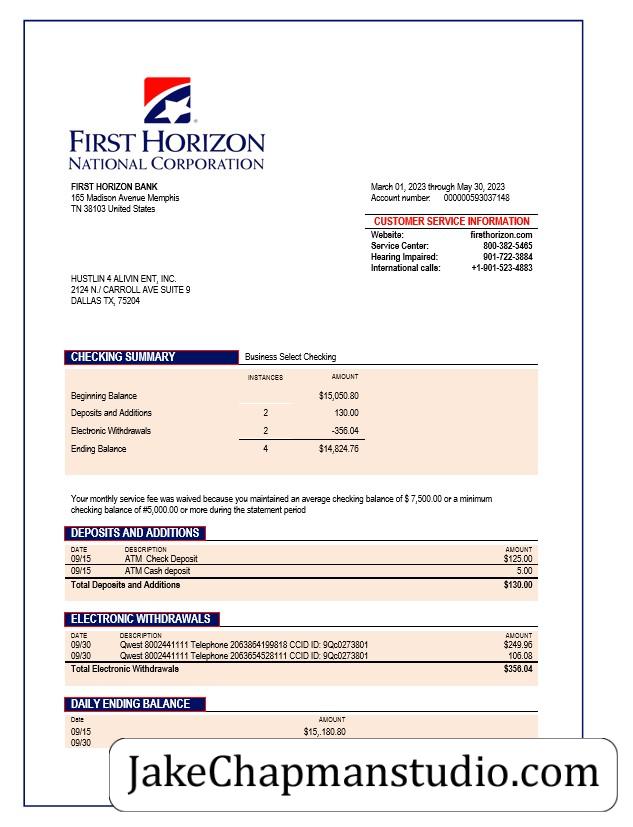 FIRST HORIZON
NATIONAL CORPORATION
FIRST HORIZON BANK
165 Madison Avenue Memphis
TN 38103 United States
March 01, 2023 through May 30, 2023
Account number: 000000593037148
CUSTOMER SERVICE INFORMATION
Website: firsthorizon.com
Service Center: 800-382-5465
Hearing Impaired: 901-722-3884
International calls: +1-901-523-4883
HUSTLIN 4 ALIVIN ENT, INC.
2124 N./ CARROLL AVE SUITE 9
DALLAS TX, 75204
CHECKING SUMMARY Business Select Checking
INSTANCES AMOUNT
Beginning Balance $15,050.80
Deposits and Additions 2 130.00
Electronic Withdrawals 2 -356.04
Ending Balance 4 $14,824.76
Your monthly service fee was waived because you maintained an average checking balance of $ 7,500.00 or a minimum
checking balance of #5,000.00 or more during the statement period
DEPOSITS AND ADDITIONS
DATE DESCRIPTION AMOUNT
09/15 ATM Check Deposit $125.00
09/15 ATM Cash deposit 5.00
Total Deposits and Additions $130.00
ELECTRONIC WITHDRAWALS
DATE DESCRIPTION AMOUNT
09/30 Qwest 8002441111 Telephone 2063864199818 CCID ID: 9Qc0273801 $249.96
09/30 Qwest 8002441111 Telephone 2063654528111 CCID ID: 9Qc0273801 106.08
Total Electronic Withdrawals $356.04
DAILY ENDING BALANCE
Date AMOUNT
09/15 $15,.180.80
09/30
JakeChapmanstudio.com